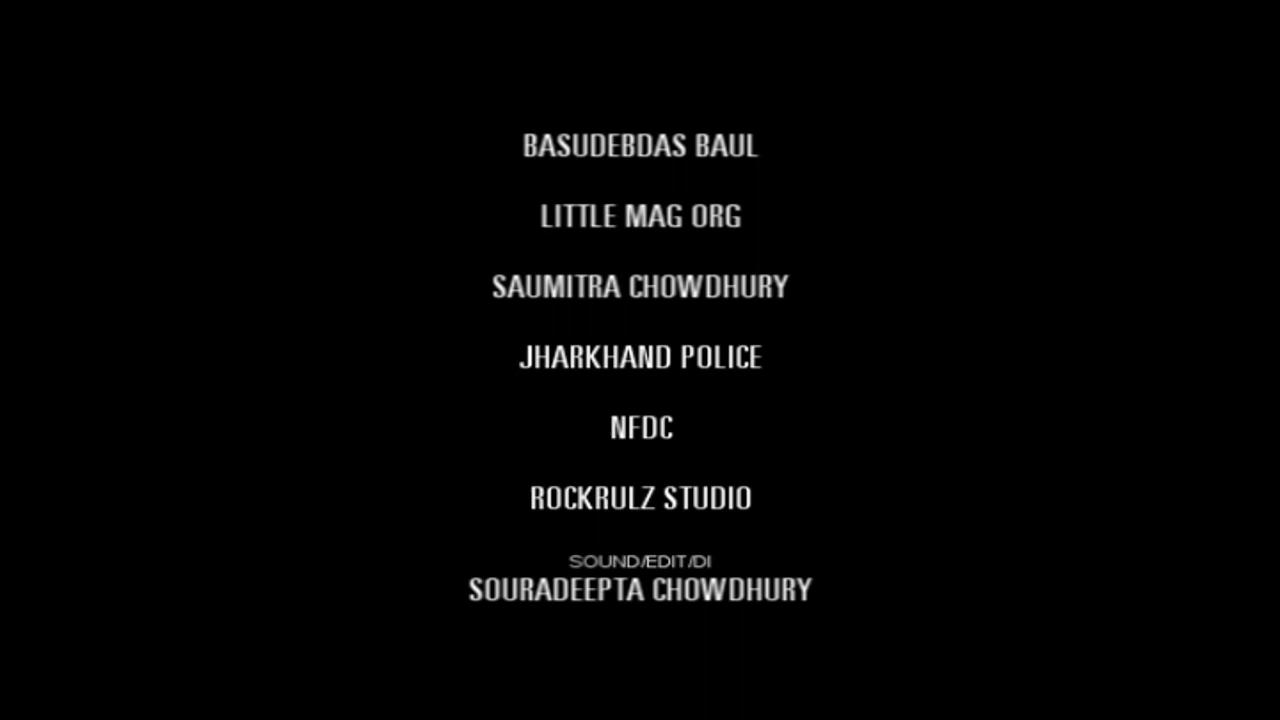 BASUDEBDAS BAUL
LITTLE MAG ORG
SAUMITRA CHOWDHURY
JHARKHAND POLICE
NFDC
ROCKRULZ STUDIO
SOUND/EDIT/DI
SOURADEEPTA CHOWDHURY